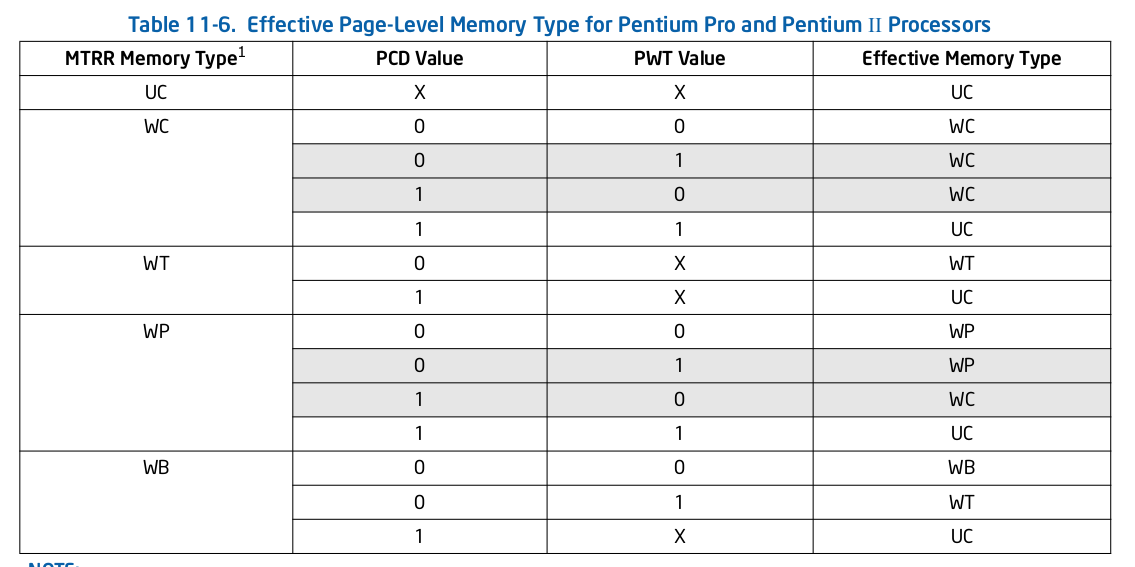 Table 11-6. Effective Page-Level Memory Type for Pentium Pro and Pentium II Processors
MTRR Memory Type1 PCD Value PWT Value Effective Memory Type
UC X X UC
WC 0 0 WC
0 1 WC
1 0 WC
1 1 UC
WT 0 X WT
1 X UC
WP 0 0 WP
0 1 WP
1 0 WC
1 1 UC
WB 0 0 WB
0 1 WT
1 X UC
NOTE: